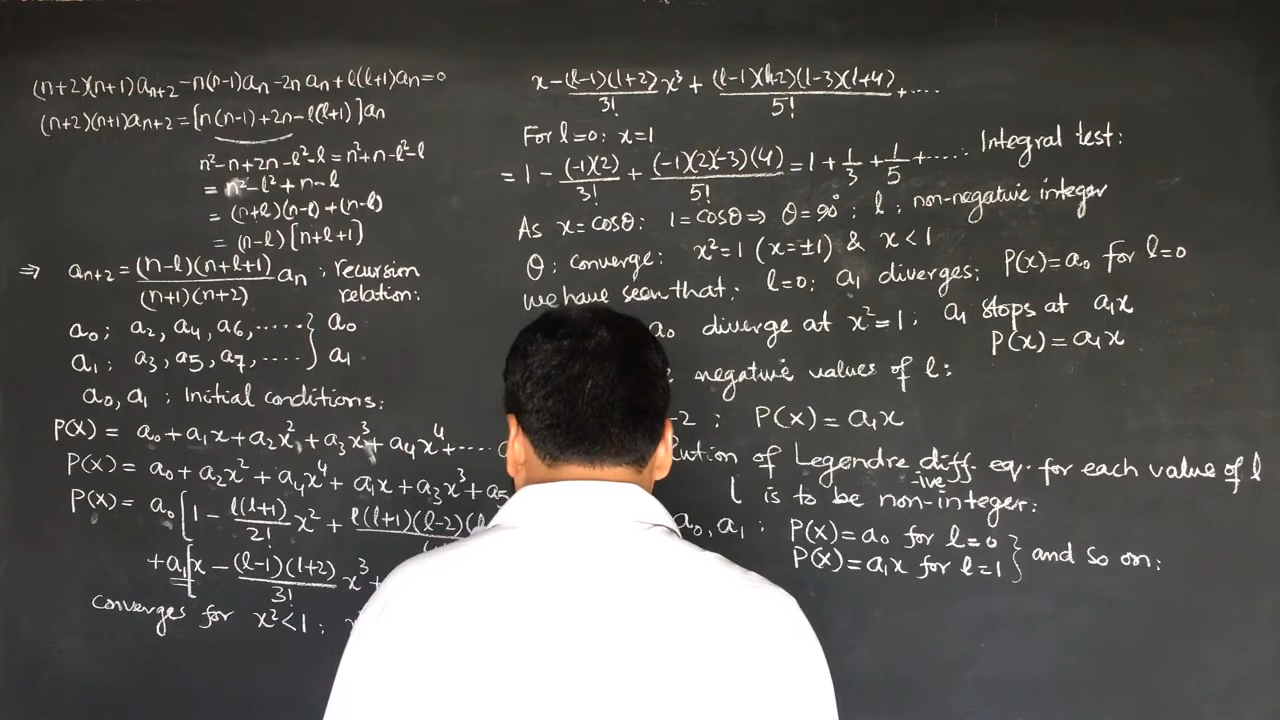 (n+2)(n+1)aₙ₊₂ −n(n−1)aₙ −2n aₙ + l(l+1)aₙ = 0
(n+2)(n+1)aₙ₊₂ = [n(n−1)+2n−l(l+1)]aₙ
n²−n+2n−l²−l = n²+n−l²−l
= n²−l²+n−l
= (n+l)(n−l)+(n−l)
= (n−l)[n+l+1]
⇒ aₙ₊₂ = (n−l)(n+l+1)/(n+1)(n+2) aₙ : recursion relation:
a₀; a₂, a₄, a₆, ..... } a₀
a₁: a₃, a₅, a₇, .... } a₁
a₀, a₁ : Initial conditions:
P(x) = a₀+a₁x+a₂x²+a₃x³+a₄x⁴+....
P(x) = a₀+a₂x²+a₄x⁴+a₁x+a₃x³+a₅
P(x) = a₀[1 − l(l+1)/2! x² + l(l+1)(l−2)(l
+a₁[x − (l−1)(l+2)/3! x³ +
Converges for x²<1 :
x − (l−1)(l+2)/3! x³ + (l−1)(l+2)(l−3)(l+4)/5! + ....
For l=0: x=1
= 1 − (−1)(2)/3! + (−1)(2)(−3)(4)/5! = 1 + 1/3 + 1/5 + .... : Integral test:
As x = cosθ: 1 = cosθ ⇒ θ = 90° ; l : non-negative integer
θ : converge: x²=1 (x=±1) & x<1
we have seen that: l=0; a₁ diverges; P(x)=a₀ for l=0
a₀ diverge at x²=1; a₁ stops at a₁x
P(x)=a₁x
negative values of l:
−2 : P(x) = a₁x
ution of Legendre diff. eq. for each value of l
l is to be non-ive integer:
a₀, a₁ : P(x)=a₀ for l=0
P(x)=a₁x for l=1 } and so on: